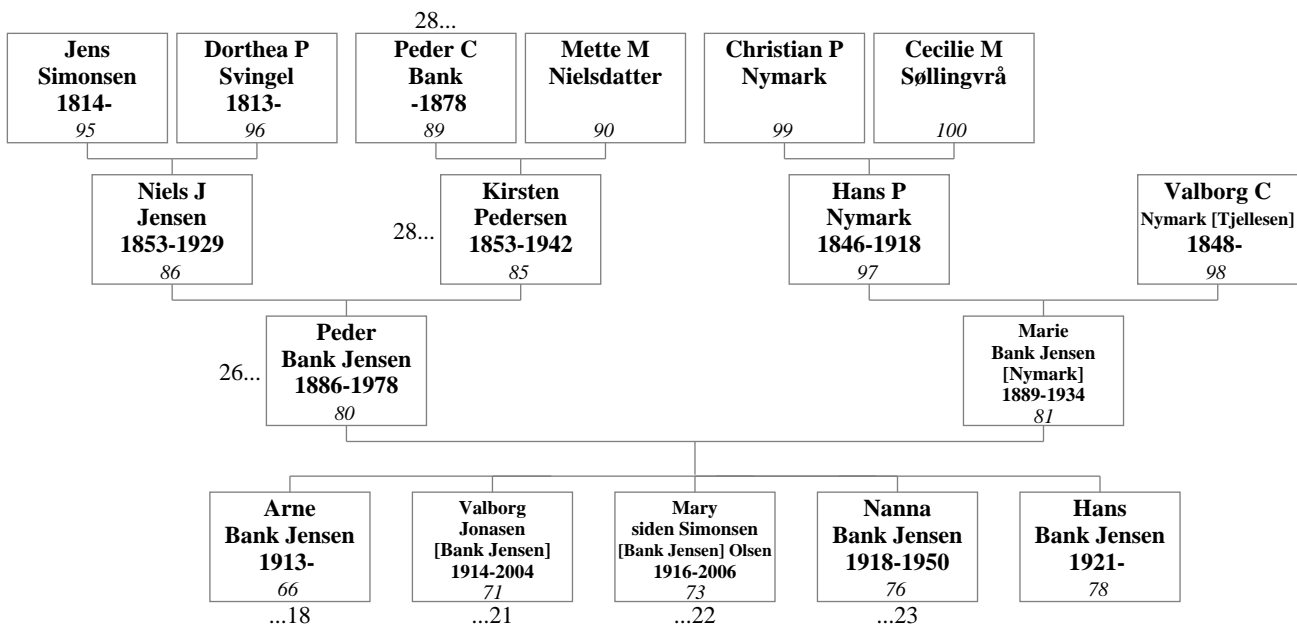 28...
Jens
Simonsen
1814-
95
Dorthea P
Svingel
1813-
96
Peder C
Bank
-1878
89
Mette M
Nielsdatter
90
Christian P
Nymark
99
Cecilie M
Søllingvrå
100
Niels J
Jensen
1853-1929
86
28...
Kirsten
Pedersen
1853-1942
85
Hans P
Nymark
1846-1918
97
Valborg C
Nymark [Tjellesen]
1848-
98
26...
Peder
Bank Jensen
1886-1978
80
Marie
Bank Jensen
[Nymark]
1889-1934
81
Arne
Bank Jensen
1913-
66
...18
Valborg
Jonasen
[Bank Jensen]
1914-2004
71
...21
Mary
siden Simonsen
[Bank Jensen] Olsen
1916-2006
73
...22
Nanna
Bank Jensen
1918-1950
76
...23
Hans
Bank Jensen
1921-
78